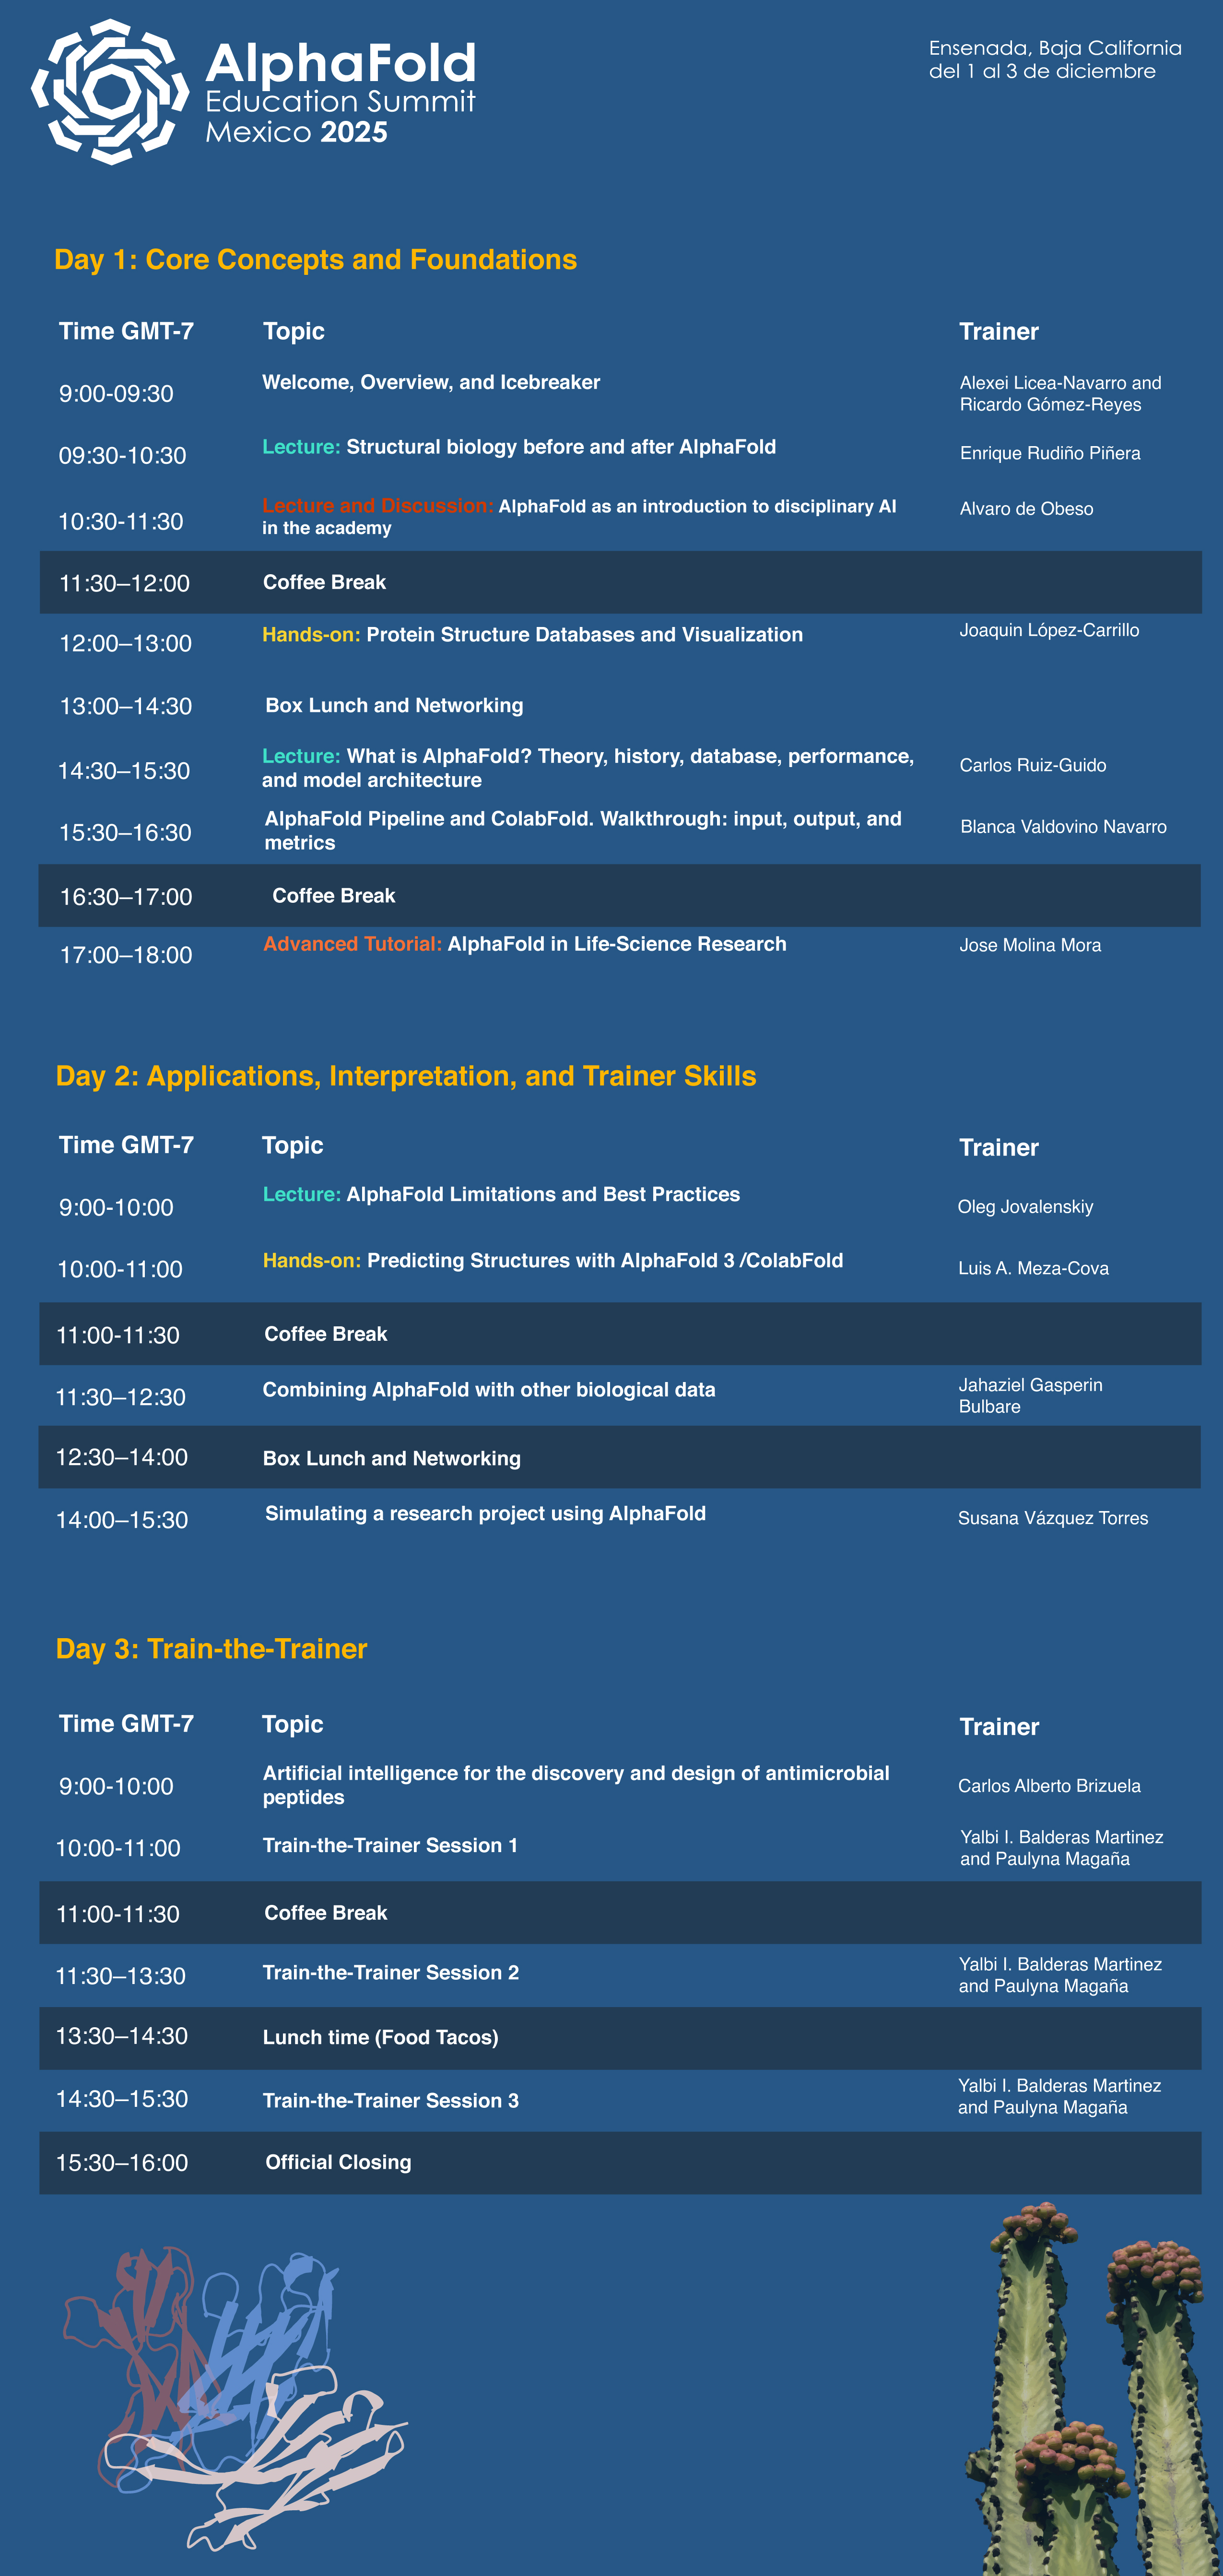 AlphaFold
Education Summit
Mexico 2025
Ensenada, Baja California
del 1 al 3 de diciembre
Day 1: Core Concepts and Foundations
Time GMT-7 Topic Trainer
9:00-09:30 Welcome, Overview, and Icebreaker Alexei Licea-Navarro and
Ricardo Gómez-Reyes
09:30-10:30 Lecture: Structural biology before and after AlphaFold Enrique Rudiño Piñera
10:30-11:30 Lecture and Discussion: AlphaFold as an introduction to disciplinary AI Alvaro de Obeso
in the academy
11:30–12:00 Coffee Break
12:00–13:00 Hands-on: Protein Structure Databases and Visualization Joaquin López-Carrillo
13:00–14:30 Box Lunch and Networking
14:30–15:30 Lecture: What is AlphaFold? Theory, history, database, performance, Carlos Ruiz-Guido
and model architecture
15:30–16:30 AlphaFold Pipeline and ColabFold. Walkthrough: input, output, and Blanca Valdovino Navarro
metrics
16:30–17:00 Coffee Break
17:00–18:00 Advanced Tutorial: AlphaFold in Life-Science Research Jose Molina Mora
Day 2: Applications, Interpretation, and Trainer Skills
Time GMT-7 Topic Trainer
9:00-10:00 Lecture: AlphaFold Limitations and Best Practices Oleg Jovalenskiy
10:00-11:00 Hands-on: Predicting Structures with AlphaFold 3 /ColabFold Luis A. Meza-Cova
11:00-11:30 Coffee Break
11:30–12:30 Combining AlphaFold with other biological data Jahaziel Gasperin
Bulbare
12:30–14:00 Box Lunch and Networking
14:00–15:30 Simulating a research project using AlphaFold Susana Vázquez Torres
Day 3: Train-the-Trainer
Time GMT-7 Topic Trainer
9:00-10:00 Artificial intelligence for the discovery and design of antimicrobial Carlos Alberto Brizuela
peptides
10:00-11:00 Train-the-Trainer Session 1 Yalbi I. Balderas Martinez
and Paulyna Magaña
11:00-11:30 Coffee Break
11:30–13:30 Train-the-Trainer Session 2 Yalbi I. Balderas Martinez
and Paulyna Magaña
13:30–14:30 Lunch time (Food Tacos)
14:30–15:30 Train-the-Trainer Session 3 Yalbi I. Balderas Martinez
and Paulyna Magaña
15:30–16:00 Official Closing